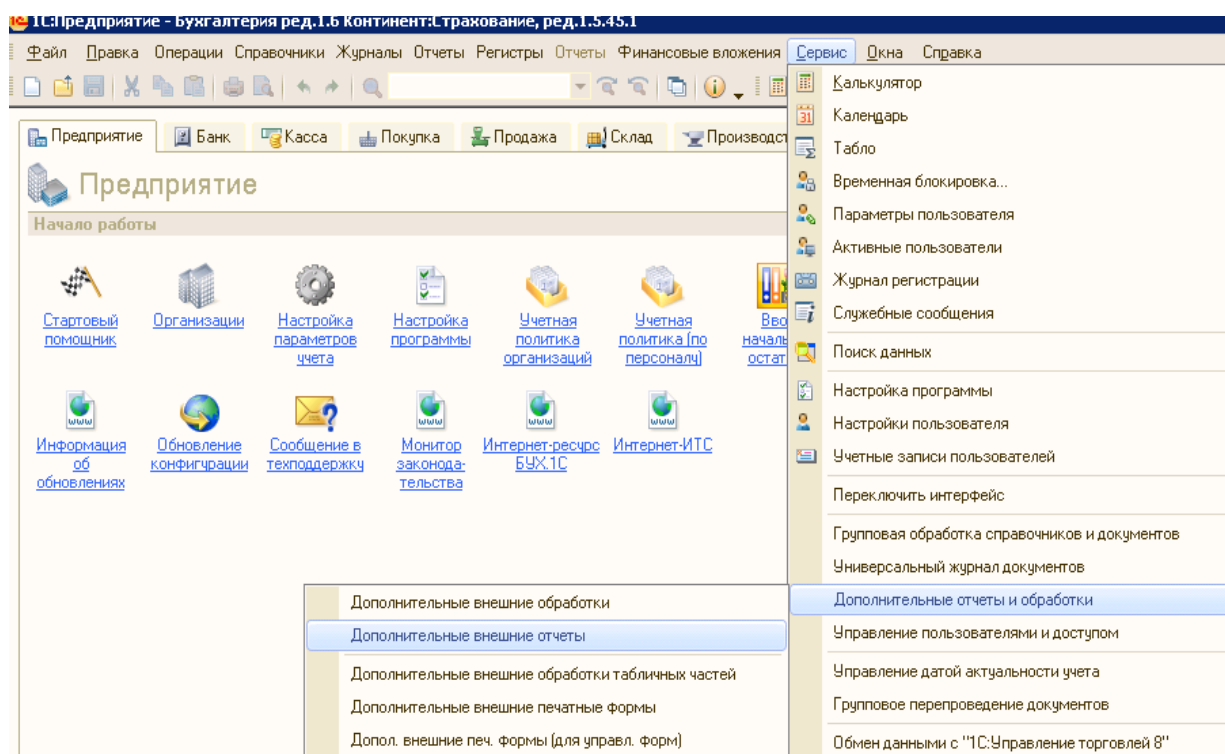 1С:Предприятие - Бухгалтерия ред.1.6 Континент:Страхование, ред.1.5.45.1
Файл Правка Операции Справочники Журналы Отчеты Регистры Отчеты Финансовые вложения Сервис Окна Справка
Предприятие Банк Касса Покупка Продажа Склад Производст
Предприятие
Начало работы
Стартовый помощник
Организации
Настройка параметров учета
Настройка программы
Учетная политика организаций
Учетная политика (по персоналу)
Вво началь остат
Информация об обновлениях
Обновление конфигурации
Сообщение в техподдержку
Монитор законода- тельства
Интернет-ресурс БУХ.1С
Интернет-ИТС
Калькулятор
Календарь
Табло
Временная блокировка...
Параметры пользователя
Активные пользователи
Журнал регистрации
Служебные сообщения
Поиск данных
Настройка программы
Настройки пользователя
Учетные записи пользователей
Переключить интерфейс
Групповая обработка справочников и документов
Универсальный журнал документов
Дополнительные отчеты и обработки
Управление пользователями и доступом
Управление датой актуальности учета
Групповое перепроведение документов
Обмен данными с "1С:Управление торговлей 8"
Дополнительные внешние обработки
Дополнительные внешние отчеты
Дополнительные внешние обработки табличных частей
Дополнительные внешние печатные формы
Допол. внешние печ. формы (для управл. форм)